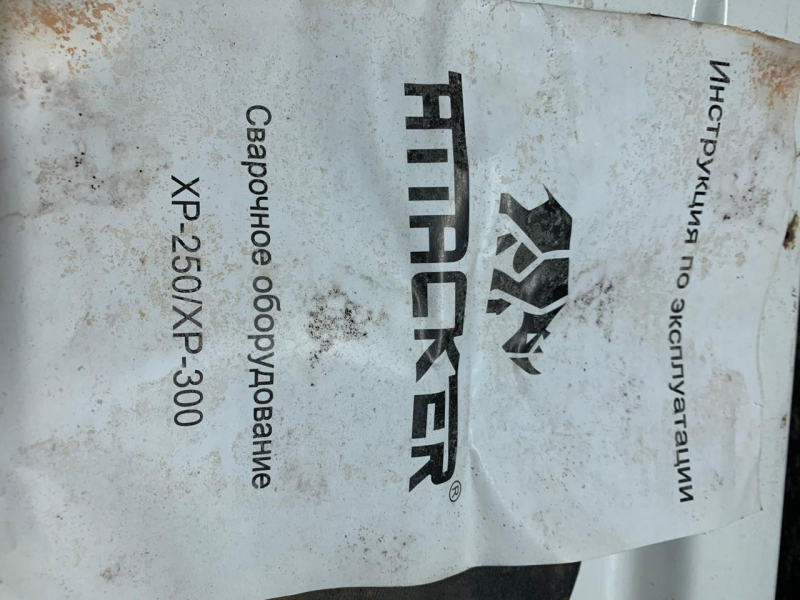 Инструкция по эксплуатации
ATTACKER®
Сварочное оборудование
XP-250/XP-300